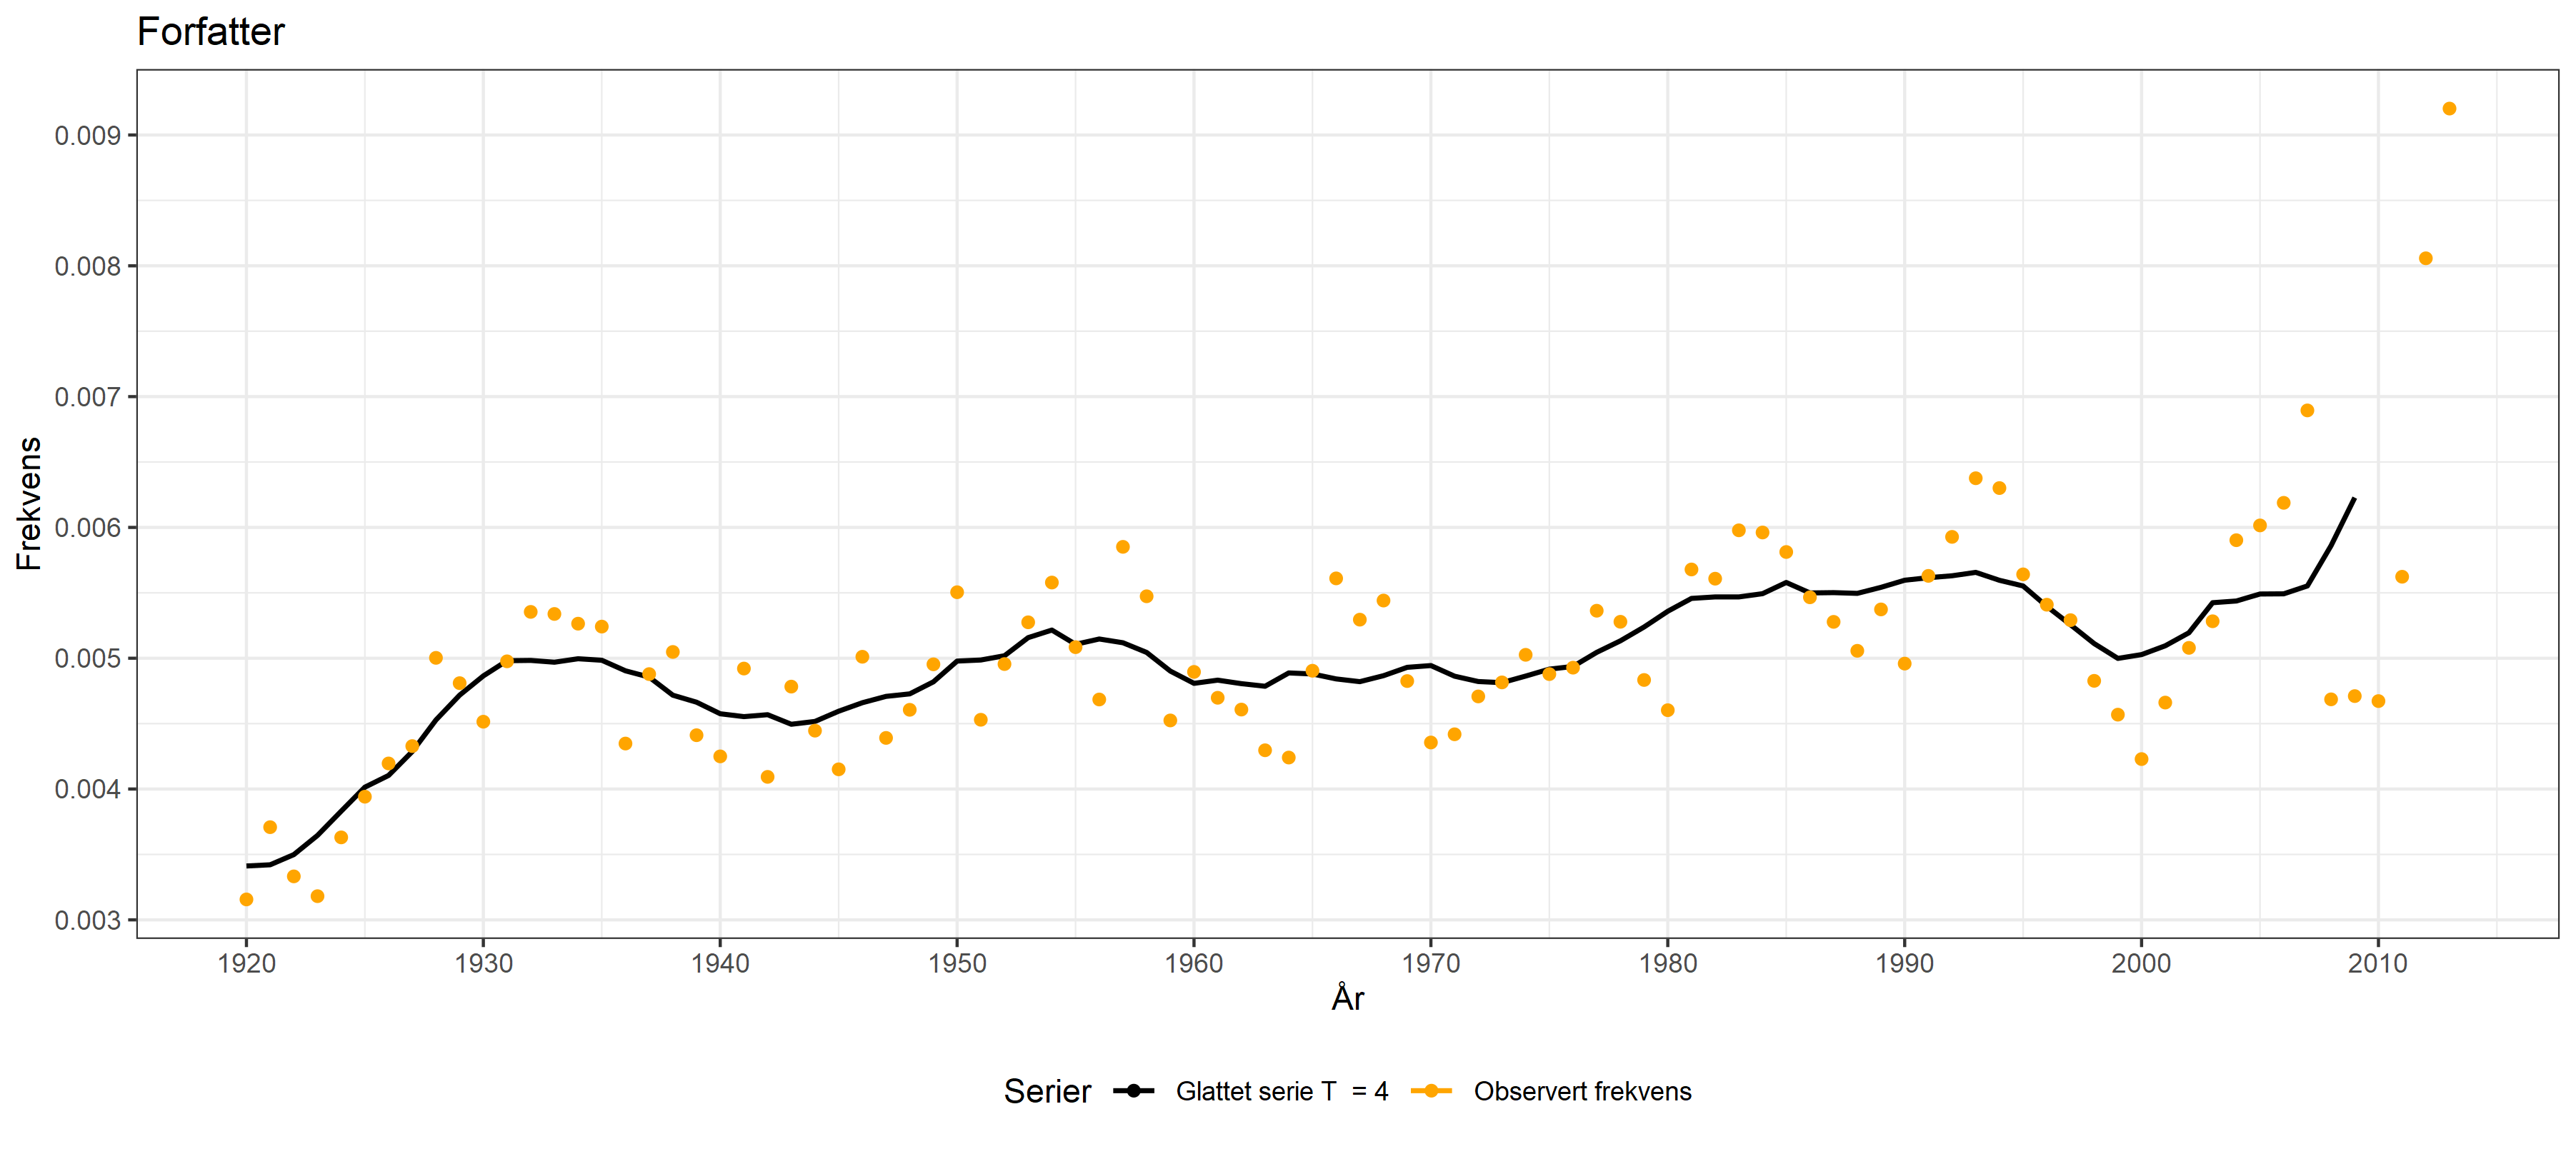 Forfatter
0.009
0.008
0.007
0.006
0.005
0.004
0.003
Frekvens
1920 1930 1940 1950 1960 1970 1980 1990 2000 2010
År
Serier Glattet serie T = 4 Observert frekvens